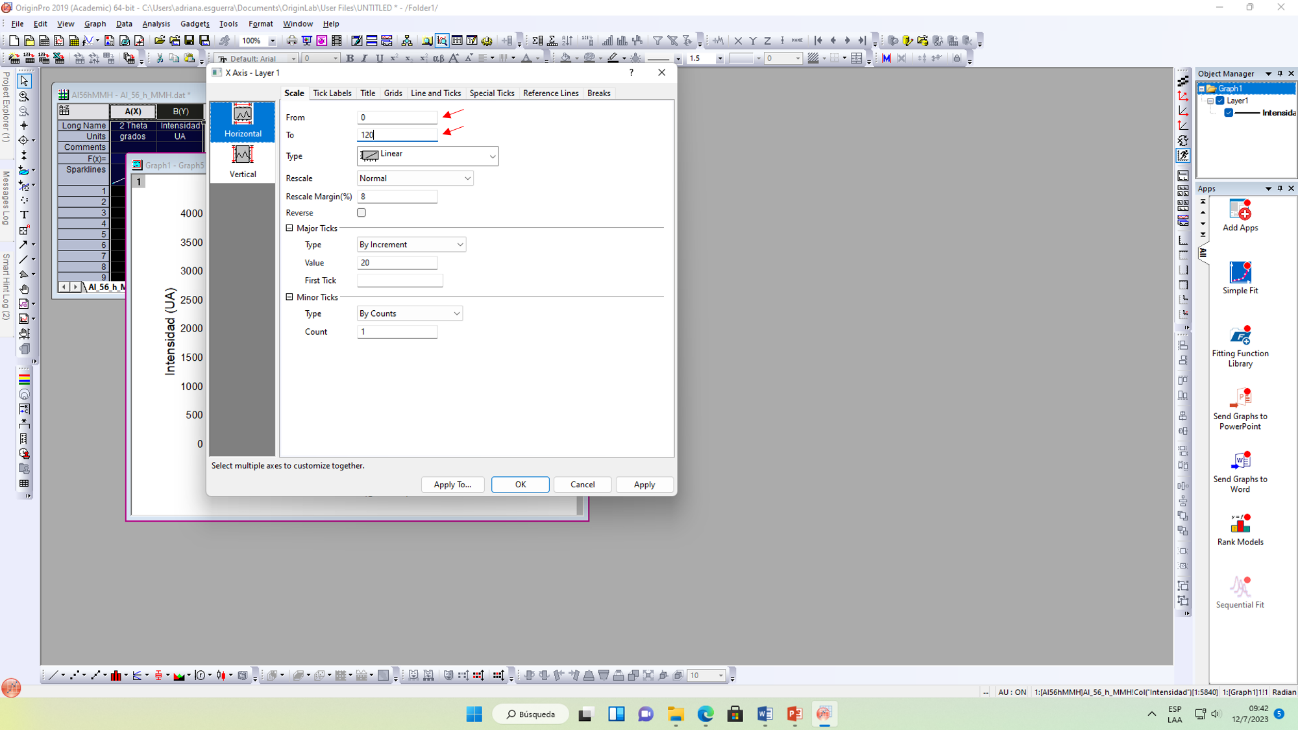 OriginPro 2019 (Academic) 64-bit - C:\Users\adriana.esguerra\Documents\OriginLab\User Files\UNTITLED * - /Folder1/
File Edit View Graph Data Analysis Gadgets Tools Format Window Help
100%
Default: Arial 0 B I U αβ A A 1.5 0
Project Explorer (1)
Messages Log
Smart Hint Log (2)
AI56hMMH - AI_56_h_MMH.dat *
A(X) B(Y)
Long Name 2 Theta Intensidad
Units grados UA
Comments
F(x)=
Sparklines
1
2
3
4
5
6
7
8
9
AI_56_h_M
Graph1 - Graph5
1
4000
3500
3000
2500
2000
1500
1000
500
0
Intensidad (UA)
X Axis - Layer 1
? X
Horizontal
Vertical
Scale Tick Labels Title Grids Line and Ticks Special Ticks Reference Lines Breaks
From 0
To 120
Type Linear
Rescale Normal
Rescale Margin(%) 8
Reverse
Major Ticks
Type By Increment
Value 20
First Tick
Minor Ticks
Type By Counts
Count 1
Select multiple axes to customize together.
Apply To... OK Cancel Apply
Object Manager
Graph1
Layer1
Intensida
Apps
All
Add Apps
Simple Fit
Fitting Function
Library
Send Graphs to
PowerPoint
Send Graphs to
Word
Rank Models
Sequential Fit
10
-- AU : ON 1:[AI56hMMH]AI_56_h_MMH!Col("Intensidad")[1:5840] 1:[Graph1]1!1 Radian
Búsqueda
ESP
LAA
09:42
12/7/2023
5